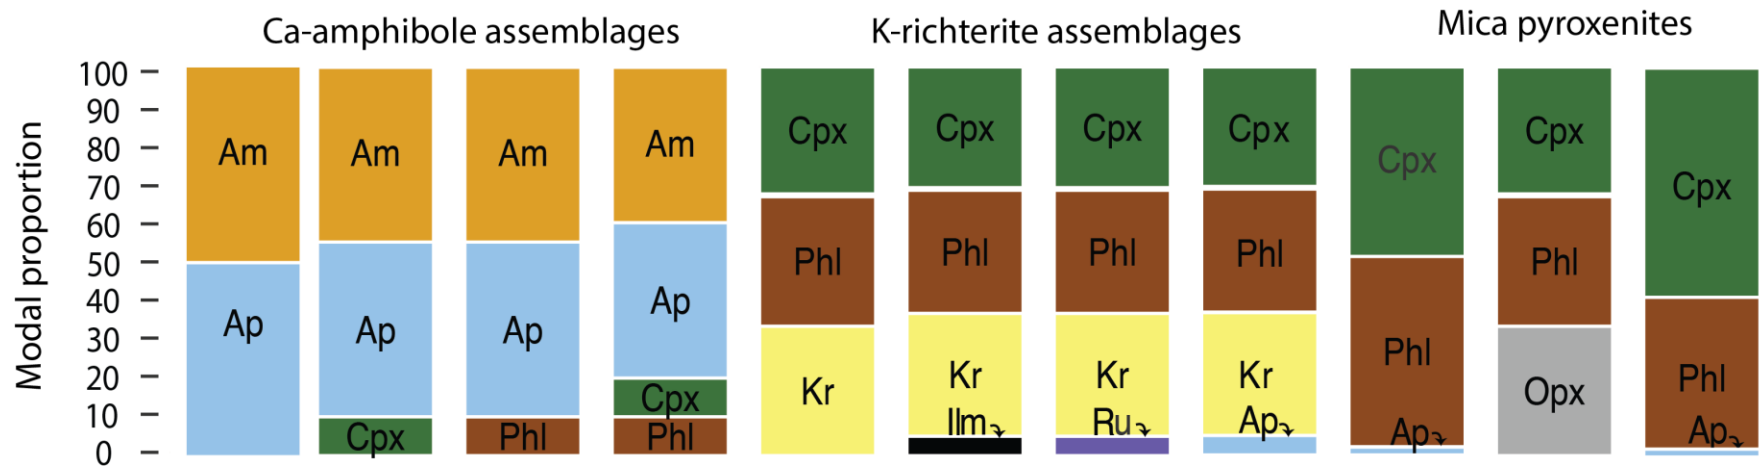 Ca-amphibole assemblages
K-richterite assemblages
Mica pyroxenites
Modal proportion
100
90
80
70
60
50
40
30
20
10
0
Am
Ap
Am
Ap
Cpx
Am
Ap
Phl
Am
Ap
Cpx
Phl
Cpx
Phl
Kr
Cpx
Phl
Kr
Ilm
Cpx
Phl
Kr
Ru
Cpx
Phl
Kr
Ap
Cpx
Phl
Ap
Cpx
Phl
Opx
Cpx
Phl
Ap